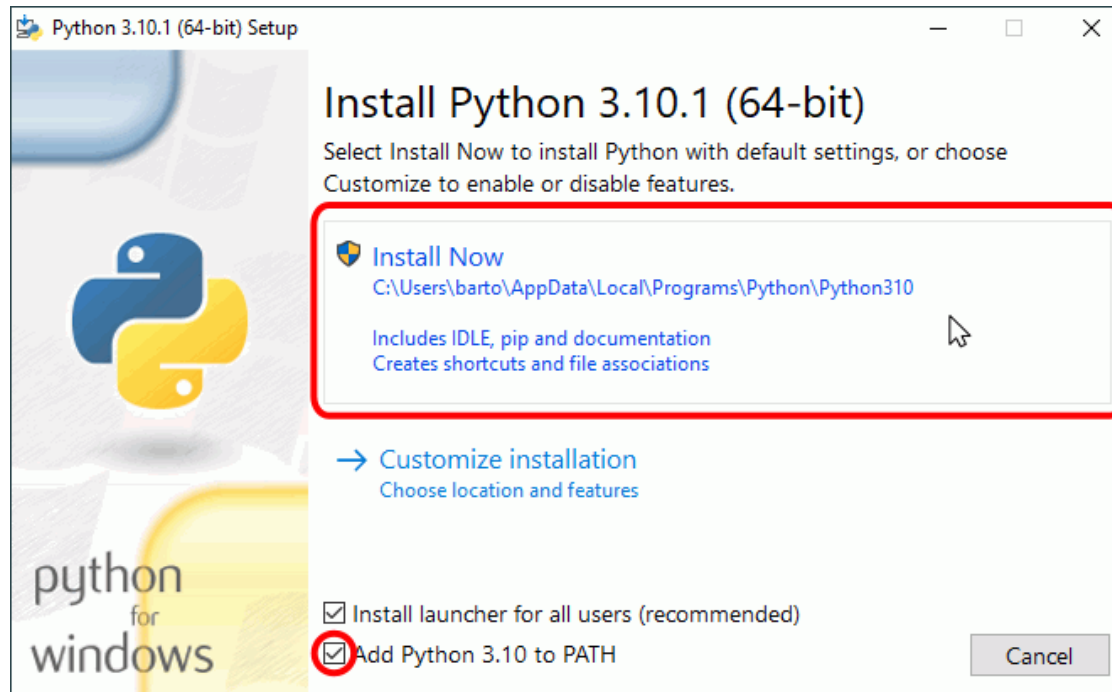 Python 3.10.1 (64-bit) Setup
Install Python 3.10.1 (64-bit)
Select Install Now to install Python with default settings, or choose
Customize to enable or disable features.
Install Now
C:\Users\barto\AppData\Local\Programs\Python\Python310
Includes IDLE, pip and documentation
Creates shortcuts and file associations
Customize installation
Choose location and features
python
for
windows
Install launcher for all users (recommended)
Add Python 3.10 to PATH
Cancel